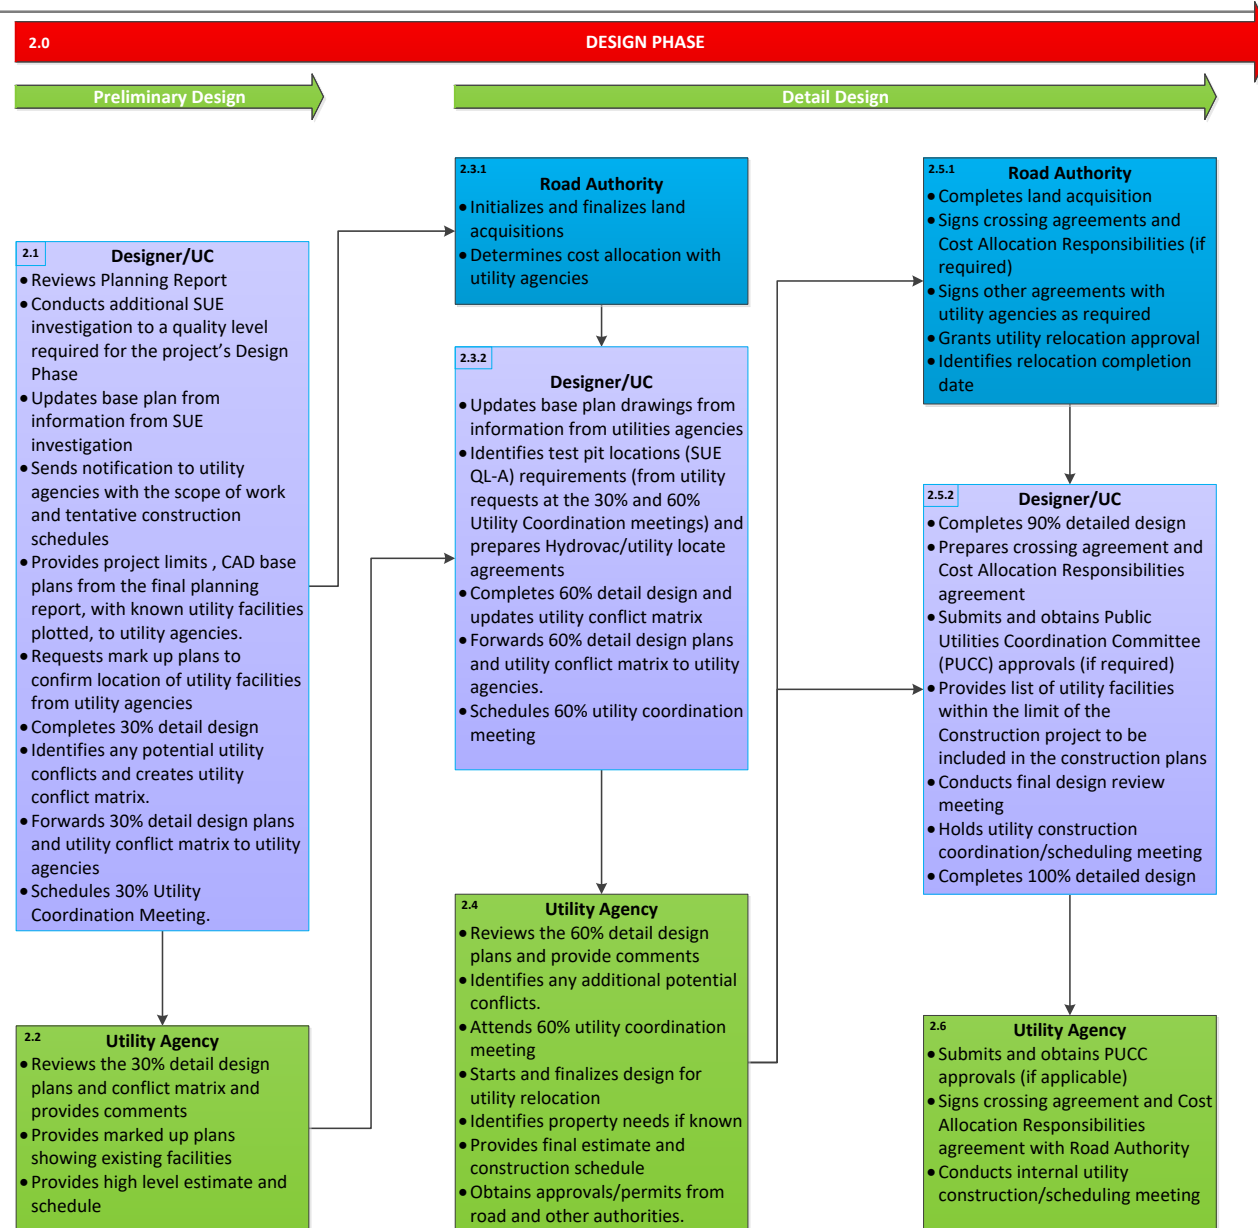 2.0
DESIGN PHASE
Preliminary Design
Detail Design
2.1
Designer/UC
• Reviews Planning Report
• Conducts additional SUE
investigation to a quality level
required for the project’s Design
Phase
• Updates base plan from
information from SUE
investigation
• Sends notification to utility
agencies with the scope of work
and tentative construction
schedules
• Provides project limits , CAD base
plans from the final planning
report, with known utility facilities
plotted, to utility agencies.
• Requests mark up plans to
confirm location of utility facilities
from utility agencies
• Completes 30% detail design
• Identifies any potential utility
conflicts and creates utility
conflict matrix.
• Forwards 30% detail design plans
and utility conflict matrix to utility
agencies
• Schedules 30% Utility
Coordination Meeting.
2.2
Utility Agency
• Reviews the 30% detail design
plans and conflict matrix and
provides comments
• Provides marked up plans
showing existing facilities
• Provides high level estimate and
schedule
2.3.1
Road Authority
• Initializes and finalizes land
acquisitions
• Determines cost allocation with
utility agencies
2.3.2
Designer/UC
• Updates base plan drawings from
information from utilities agencies
• Identifies test pit locations (SUE
QL-A) requirements (from utility
requests at the 30% and 60%
Utility Coordination meetings) and
prepares Hydrovac/utility locate
agreements
• Completes 60% detail design and
updates utility conflict matrix
• Forwards 60% detail design plans
and utility conflict matrix to utility
agencies.
• Schedules 60% utility coordination
meeting
2.4
Utility Agency
• Reviews the 60% detail design
plans and provide comments
• Identifies any additional potential
conflicts.
• Attends 60% utility coordination
meeting
• Starts and finalizes design for
utility relocation
• Identifies property needs if known
• Provides final estimate and
construction schedule
• Obtains approvals/permits from
road and other authorities.
2.5.1
Road Authority
• Completes land acquisition
• Signs crossing agreements and
Cost Allocation Responsibilities (if
required)
• Signs other agreements with
utility agencies as required
• Grants utility relocation approval
• Identifies relocation completion
date
2.5.2
Designer/UC
• Completes 90% detailed design
• Prepares crossing agreement and
Cost Allocation Responsibilities
agreement
• Submits and obtains Public
Utilities Coordination Committee
(PUCC) approvals (if required)
• Provides list of utility facilities
within the limit of the
Construction project to be
included in the construction plans
• Conducts final design review
meeting
• Holds utility construction
coordination/scheduling meeting
• Completes 100% detailed design
2.6
Utility Agency
• Submits and obtains PUCC
approvals (if applicable)
• Signs crossing agreement and Cost
Allocation Responsibilities
agreement with Road Authority
• Conducts internal utility
construction/scheduling meeting